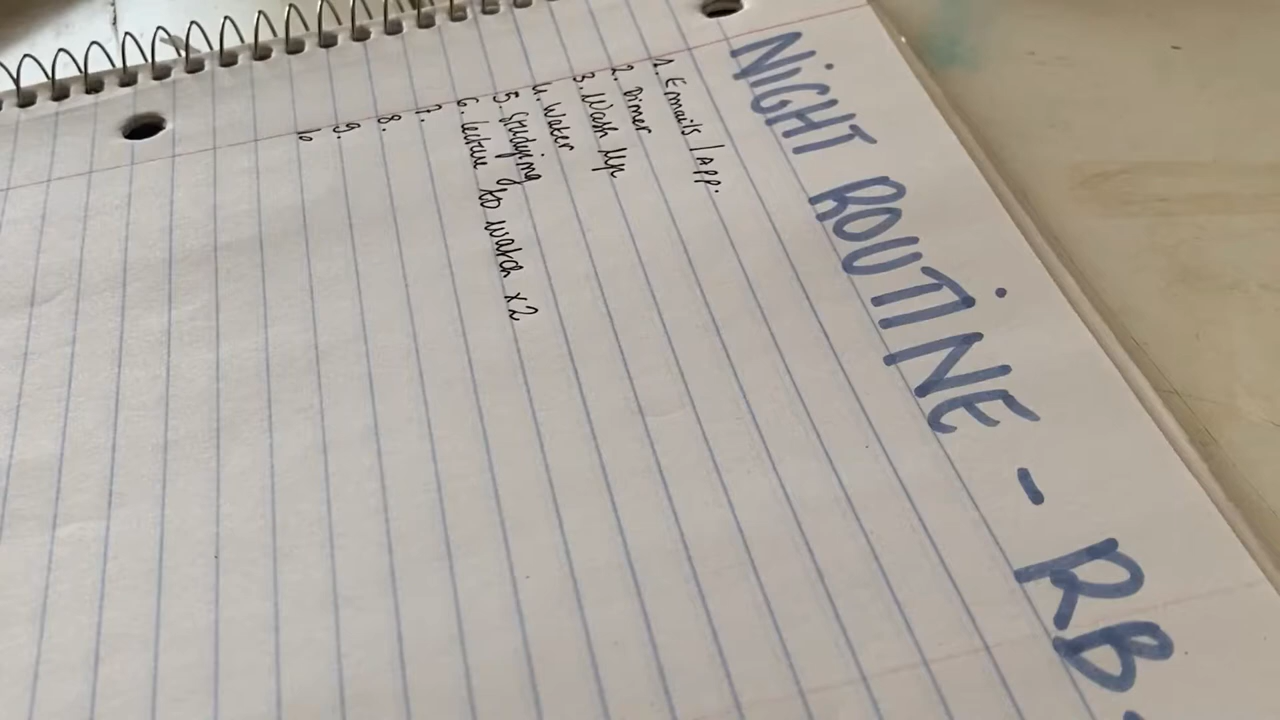 NIGHT ROUTINE - RB-
1. Emails / App.
2. Dinner
3. Wash Up
4. Water
5. Studying
6. Lecture to watch x2
7.
8.
9.